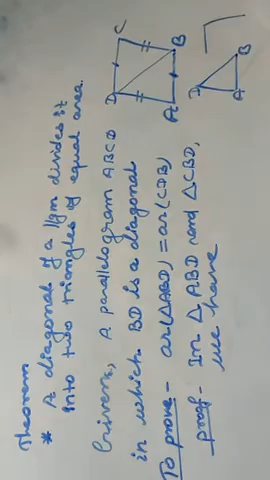 Theorem
* A diagonal of a ||gm divides it
into two triangles of equal area.
Given, A parallelogram ABCD
in which BD is a diagonal
To prove - ar(ΔABD) = ar(CDB)
proof - In Δ ABD and Δ CBD,
we have
C
B
D
A
D
B
A